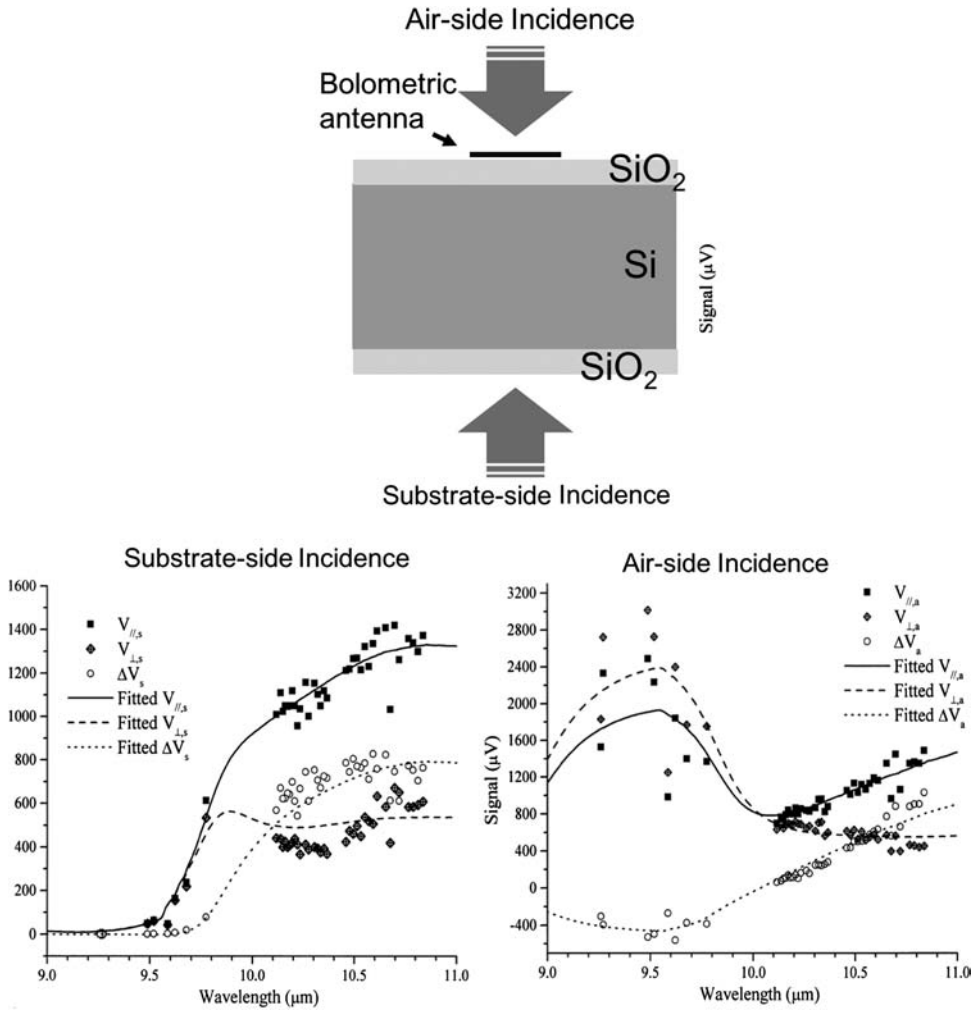 Air-side Incidence
Bolometric
antenna
SiO2
Si
SiO2
Signal (μV)
Substrate-side Incidence
Substrate-side Incidence
1600
1400
1200
1000
800
600
400
200
0
V//,s
V⊥,s
ΔVs
Fitted V//,s
Fitted V⊥,s
Fitted ΔVs
9.0 9.5 10.0 10.5 11.0
Wavelength (μm)
Air-side Incidence
Signal (μV)
3200
2800
2400
2000
1600
1200
800
400
0
-400
V//,a
V⊥,a
ΔVa
Fitted V//,a
Fitted V⊥,a
Fitted ΔVa
9.0 9.5 10.0 10.5 11.0
Wavelength (μm)